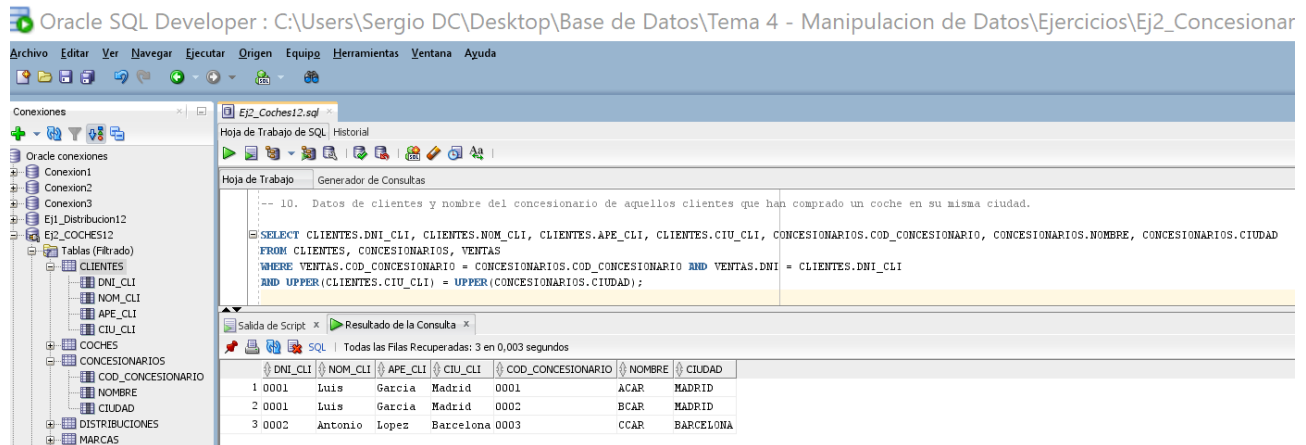 Oracle SQL Developer : C:\Users\Sergio DC\Desktop\Base de Datos\Tema 4 - Manipulacion de Datos\Ejercicios\Ej2_Concesionar
Archivo Editar Ver Navegar Ejecutar Origen Equipo Herramientas Ventana Ayuda
Conexiones
Oracle conexiones
Conexion1
Conexion2
Conexion3
Ej1_Distribucion12
Ej2_COCHES12
Tablas (Filtrado)
CLIENTES
DNI_CLI
NOM_CLI
APE_CLI
CIU_CLI
COCHES
CONCESIONARIOS
COD_CONCESIONARIO
NOMBRE
CIUDAD
DISTRIBUCIONES
MARCAS
Ej2_Coches12.sql
Hoja de Trabajo de SQL Historial
Hoja de Trabajo Generador de Consultas
-- 10. Datos de clientes y nombre del concesionario de aquellos clientes que han comprado un coche en su misma ciudad.
SELECT CLIENTES.DNI_CLI, CLIENTES.NOM_CLI, CLIENTES.APE_CLI, CLIENTES.CIU_CLI, CONCESIONARIOS.COD_CONCESIONARIO, CONCESIONARIOS.NOMBRE, CONCESIONARIOS.CIUDAD
FROM CLIENTES, CONCESIONARIOS, VENTAS
WHERE VENTAS.COD_CONCESIONARIO = CONCESIONARIOS.COD_CONCESIONARIO AND VENTAS.DNI = CLIENTES.DNI_CLI
AND UPPER(CLIENTES.CIU_CLI) = UPPER(CONCESIONARIOS.CIUDAD);
Salida de Script x Resultado de la Consulta x
SQL | Todas las Filas Recuperadas: 3 en 0,003 segundos
DNI_CLI NOM_CLI APE_CLI CIU_CLI COD_CONCESIONARIO NOMBRE CIUDAD
1 0001 Luis Garcia Madrid 0001 ACAR MADRID
2 0001 Luis Garcia Madrid 0002 BCAR MADRID
3 0002 Antonio Lopez Barcelona 0003 CCAR BARCELONA